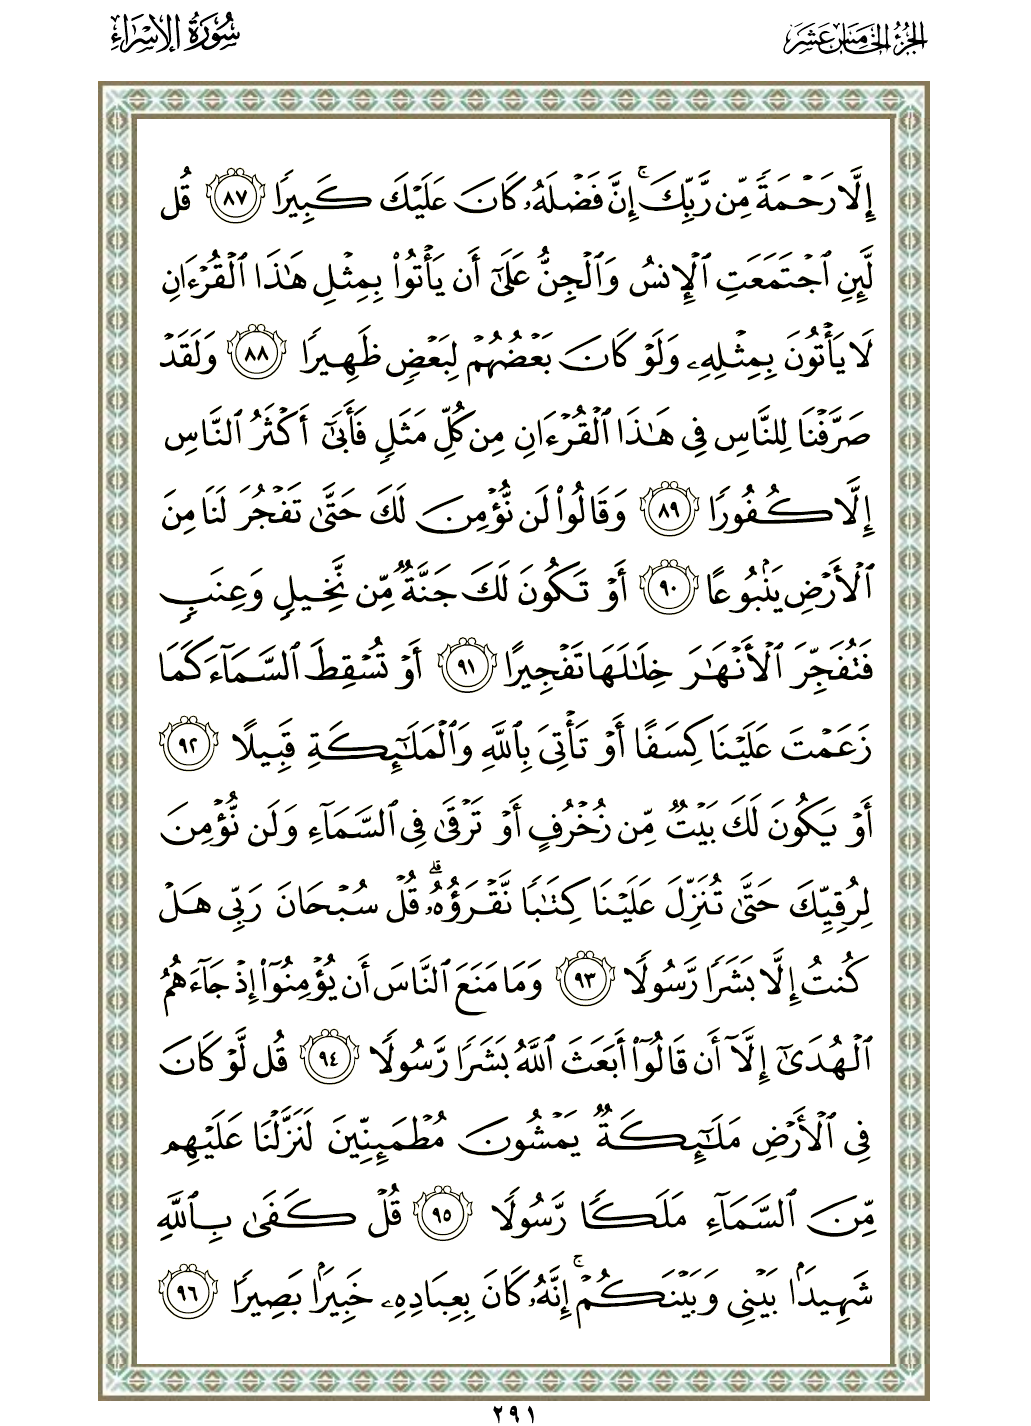 الجزء الخامس عشر
سورة الإسراء
إِلَّا رَحْمَةً مِّن رَّبِّكَ ۚ إِنَّ فَضْلَهُۥ كَانَ عَلَيْكَ كَبِيرًا ٨٧ قُل
لَّئِنِ ٱجْتَمَعَتِ ٱلْإِنسُ وَٱلْجِنُّ عَلَىٰٓ أَن يَأْتُوا۟ بِمِثْلِ هَـٰذَا ٱلْقُرْءَانِ
لَا يَأْتُونَ بِمِثْلِهِۦ وَلَوْ كَانَ بَعْضُهُمْ لِبَعْضٍ ظَهِيرًا ٨٨ وَلَقَدْ
صَرَّفْنَا لِلنَّاسِ فِى هَـٰذَا ٱلْقُرْءَانِ مِن كُلِّ مَثَلٍ فَأَبَىٰٓ أَكْثَرُ ٱلنَّاسِ
إِلَّا كُفُورًا ٨٩ وَقَالُوا۟ لَن نُّؤْمِنَ لَكَ حَتَّىٰ تَفْجُرَ لَنَا مِنَ
ٱلْأَرْضِ يَنۢبُوعًا ٩٠ أَوْ تَكُونَ لَكَ جَنَّةٌ مِّن نَّخِيلٍ وَعِنَبٍ
فَتُفَجِّرَ ٱلْأَنْهَـٰرَ خِلَـٰلَهَا تَفْجِيرًا ٩١ أَوْ تُسْقِطَ ٱلسَّمَآءَ كَمَا
زَعَمْتَ عَلَيْنَا كِسَفًا أَوْ تَأْتِىَ بِٱللَّهِ وَٱلْمَلَـٰٓئِكَةِ قَبِيلًا ٩٢
أَوْ يَكُونَ لَكَ بَيْتٌ مِّن زُخْرُفٍ أَوْ تَرْقَىٰ فِى ٱلسَّمَآءِ وَلَن نُّؤْمِنَ
لِرُقِيِّكَ حَتَّىٰ تُنَزِّلَ عَلَيْنَا كِتَـٰبًا نَّقْرَؤُهُۥ ۗ قُلْ سُبْحَانَ رَبِّى هَلْ
كُنتُ إِلَّا بَشَرًا رَّسُولًا ٩٣ وَمَا مَنَعَ ٱلنَّاسَ أَن يُؤْمِنُوٓا۟ إِذْ جَآءَهُمُ
ٱلْهُدَىٰٓ إِلَّآ أَن قَالُوٓا۟ أَبَعَثَ ٱللَّهُ بَشَرًا رَّسُولًا ٩٤ قُل لَّوْ كَانَ
فِى ٱلْأَرْضِ مَلَـٰٓئِكَةٌ يَمْشُونَ مُطْمَئِنِّينَ لَنَزَّلْنَا عَلَيْهِم
مِّنَ ٱلسَّمَآءِ مَلَكًا رَّسُولًا ٩٥ قُلْ كَفَىٰ بِٱللَّهِ
شَهِيدًۢا بَيْنِى وَبَيْنَكُمْ ۚ إِنَّهُۥ كَانَ بِعِبَادِهِۦ خَبِيرًۢا بَصِيرًا ٩٦
٢٩١